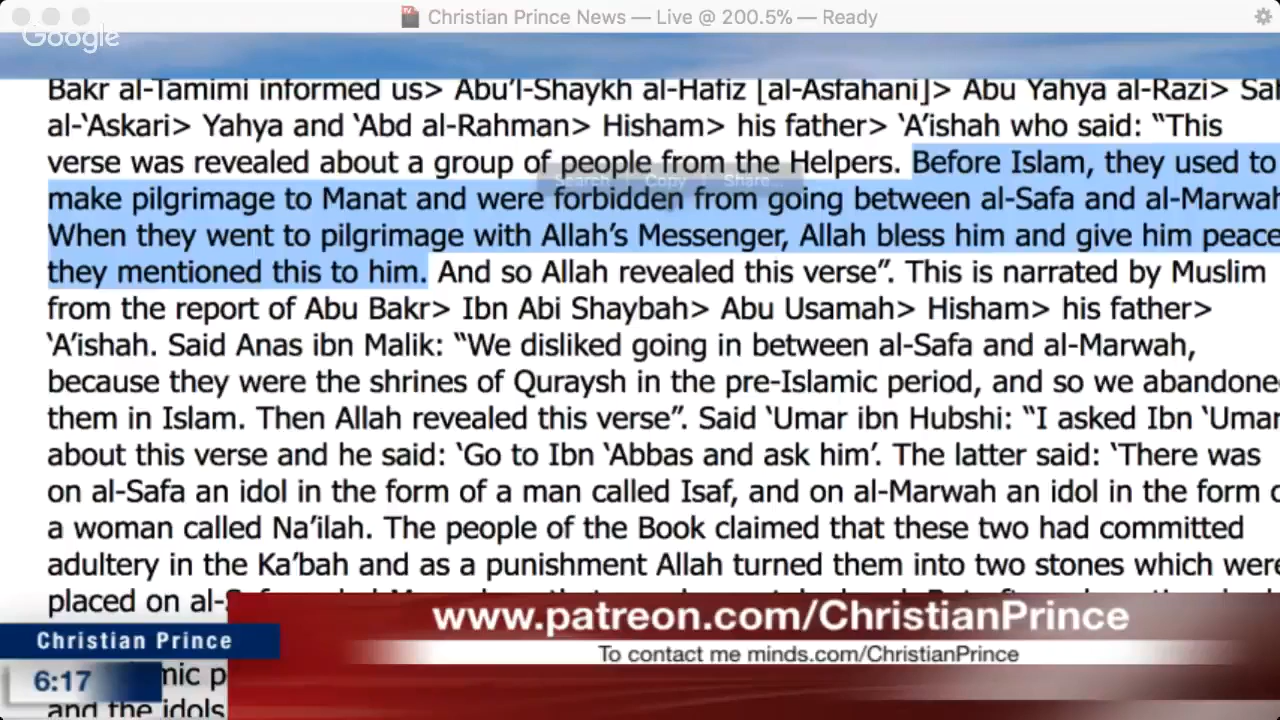 Christian Prince News — Live @ 200.5% — Ready
Google
Bakr al-Tamimi informed us> Abu'l-Shaykh al-Hafiz [al-Asfahani]> Abu Yahya al-Razi>
al-'Askari> Yahya and 'Abd al-Rahman> Hisham> his father> 'A'ishah who said: "This
verse was revealed about a group of people from the Helpers. Before Islam, they used to
Search Copy Share...
make pilgrimage to Manat and were forbidden from going between al-Safa and al-Marwah
When they went to pilgrimage with Allah's Messenger, Allah bless him and give him peace
they mentioned this to him. And so Allah revealed this verse". This is narrated by Muslim
from the report of Abu Bakr> Ibn Abi Shaybah> Abu Usamah> Hisham> his father>
'A'ishah. Said Anas ibn Malik: "We disliked going in between al-Safa and al-Marwah,
because they were the shrines of Quraysh in the pre-Islamic period, and so we abandone
them in Islam. Then Allah revealed this verse". Said 'Umar ibn Hubshi: "I asked Ibn 'Umar
about this verse and he said: 'Go to Ibn 'Abbas and ask him'. The latter said: 'There was
on al-Safa an idol in the form of a man called Isaf, and on al-Marwah an idol in the form
a woman called Na'ilah. The people of the Book claimed that these two had committed
adultery in the Ka'bah and as a punishment Allah turned them into two stones which were
placed on
www.patreon.com/ChristianPrince
Christian Prince
To contact me minds.com/ChristianPrince
6:17
mic p
and the idols